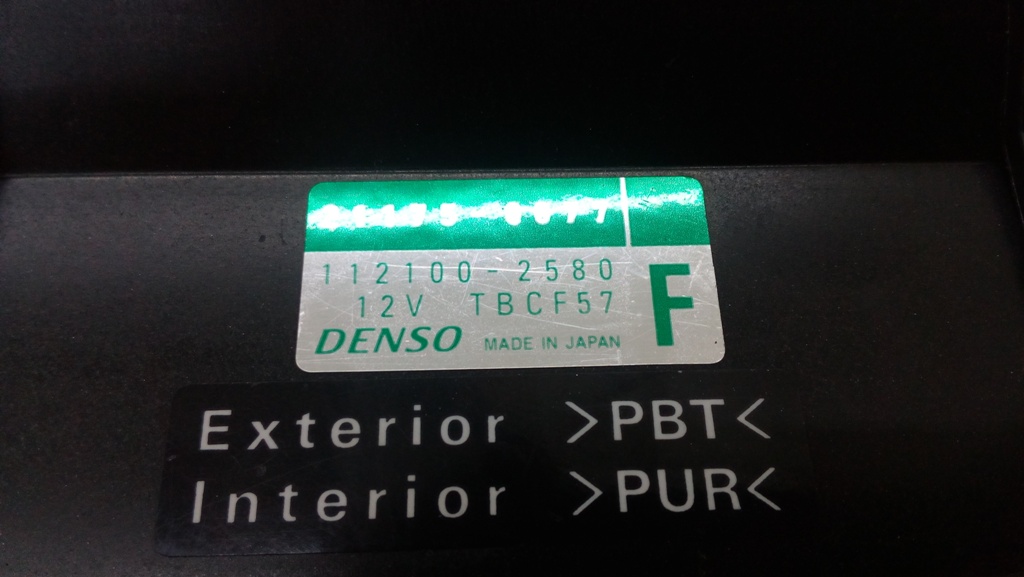 112100-2580
12V TBCF57
F
DENSO MADE IN JAPAN
Exterior >PBT<
Interior >PUR<